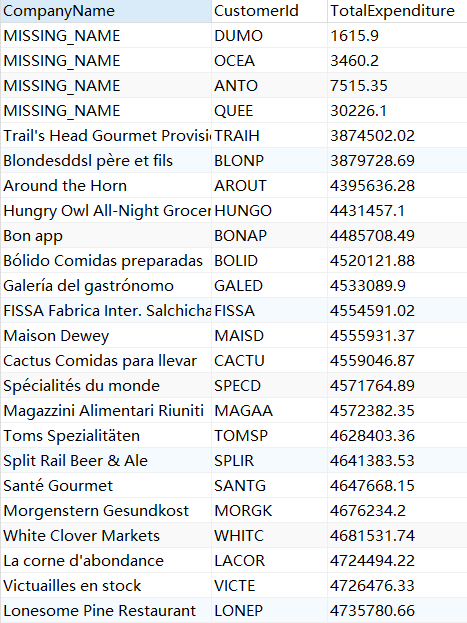 CompanyName CustomerId TotalExpenditure
MISSING_NAME DUMO 1615.9
MISSING_NAME OCEA 3460.2
MISSING_NAME ANTO 7515.35
MISSING_NAME QUEE 30226.1
Trail's Head Gourmet Provisi TRAIH 3874502.02
Blondesddsl père et fils BLONP 3879728.69
Around the Horn AROUT 4395636.28
Hungry Owl All-Night Grocer HUNGO 4431457.1
Bon app BONAP 4485708.49
Bólido Comidas preparadas BOLID 4520121.88
Galería del gastrónomo GALED 4533089.9
FISSA Fabrica Inter. Salchicha FISSA 4554591.02
Maison Dewey MAISD 4555931.37
Cactus Comidas para llevar CACTU 4559046.87
Spécialités du monde SPECD 4571764.89
Magazzini Alimentari Riuniti MAGAA 4572382.35
Toms Spezialitäten TOMSP 4628403.36
Split Rail Beer & Ale SPLIR 4641383.53
Santé Gourmet SANTG 4647668.15
Morgenstern Gesundkost MORGK 4676234.2
White Clover Markets WHITC 4681531.74
La corne d'abondance LACOR 4724494.22
Victuailles en stock VICTE 4726476.33
Lonesome Pine Restaurant LONEP 4735780.66